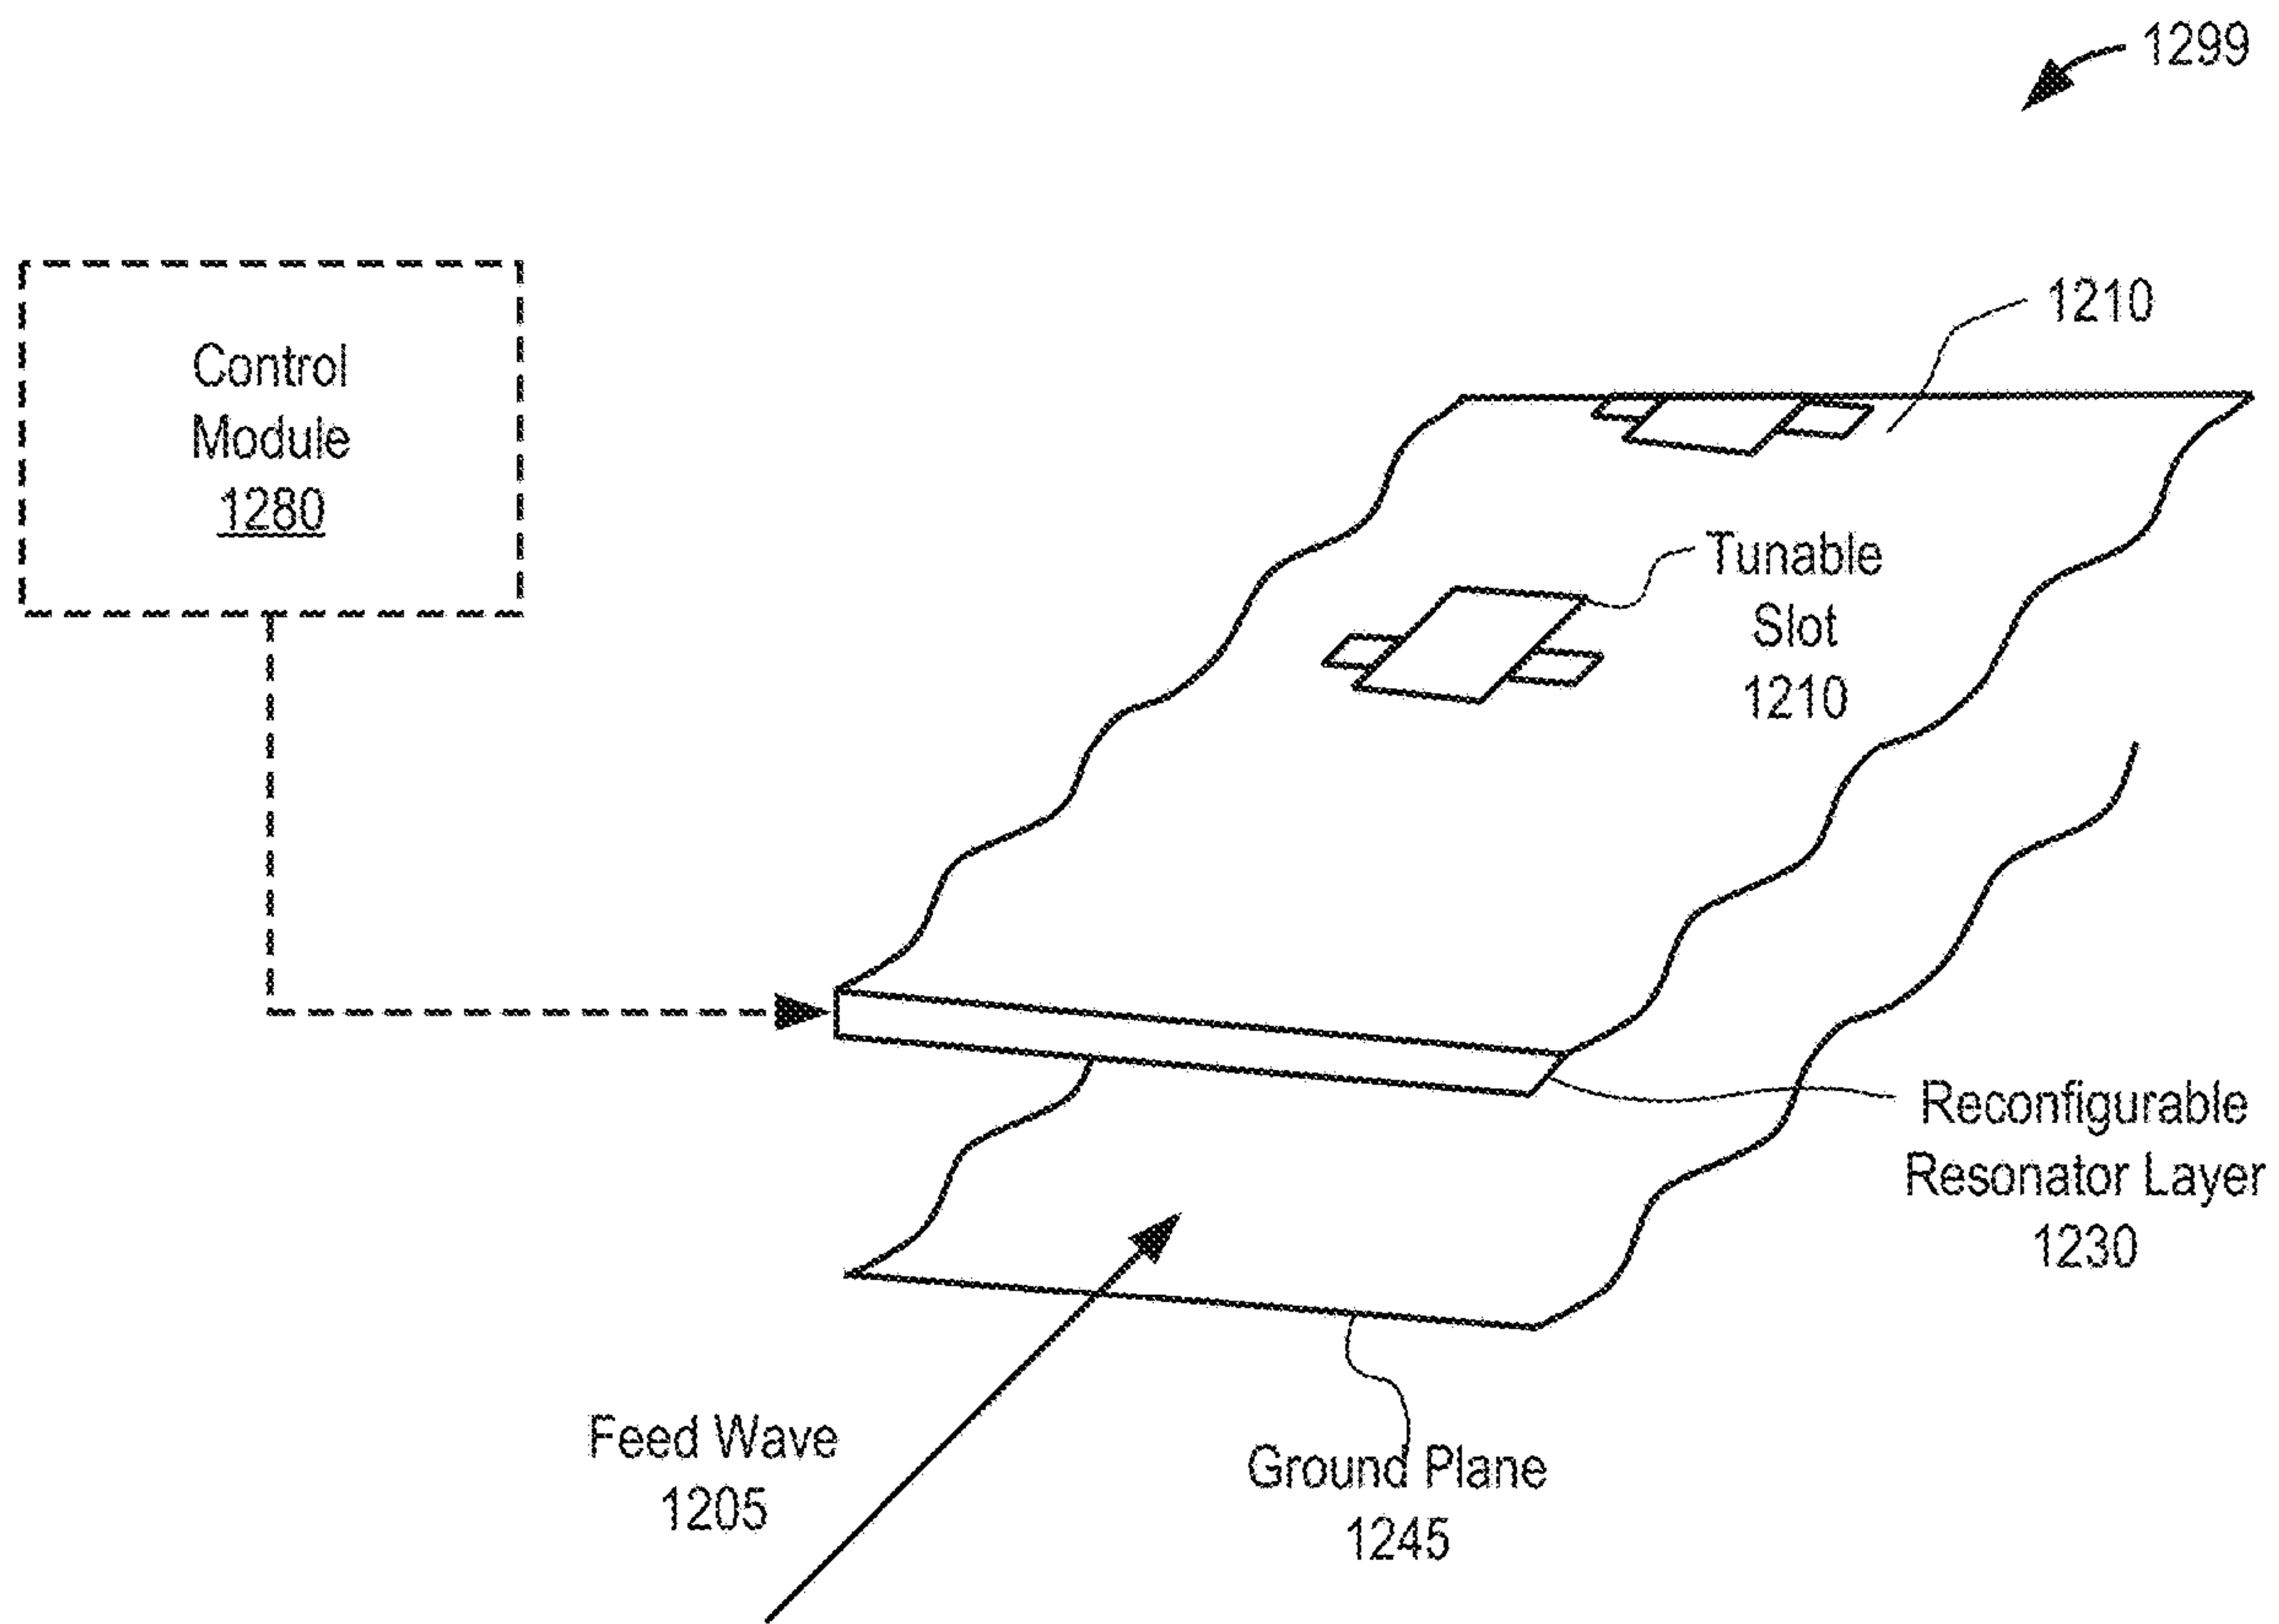 1299
Control
Module
1280
1210
Tunable
Slot
1210
Reconfigurable
Resonator Layer
1230
Feed Wave
1205
Ground Plane
1245